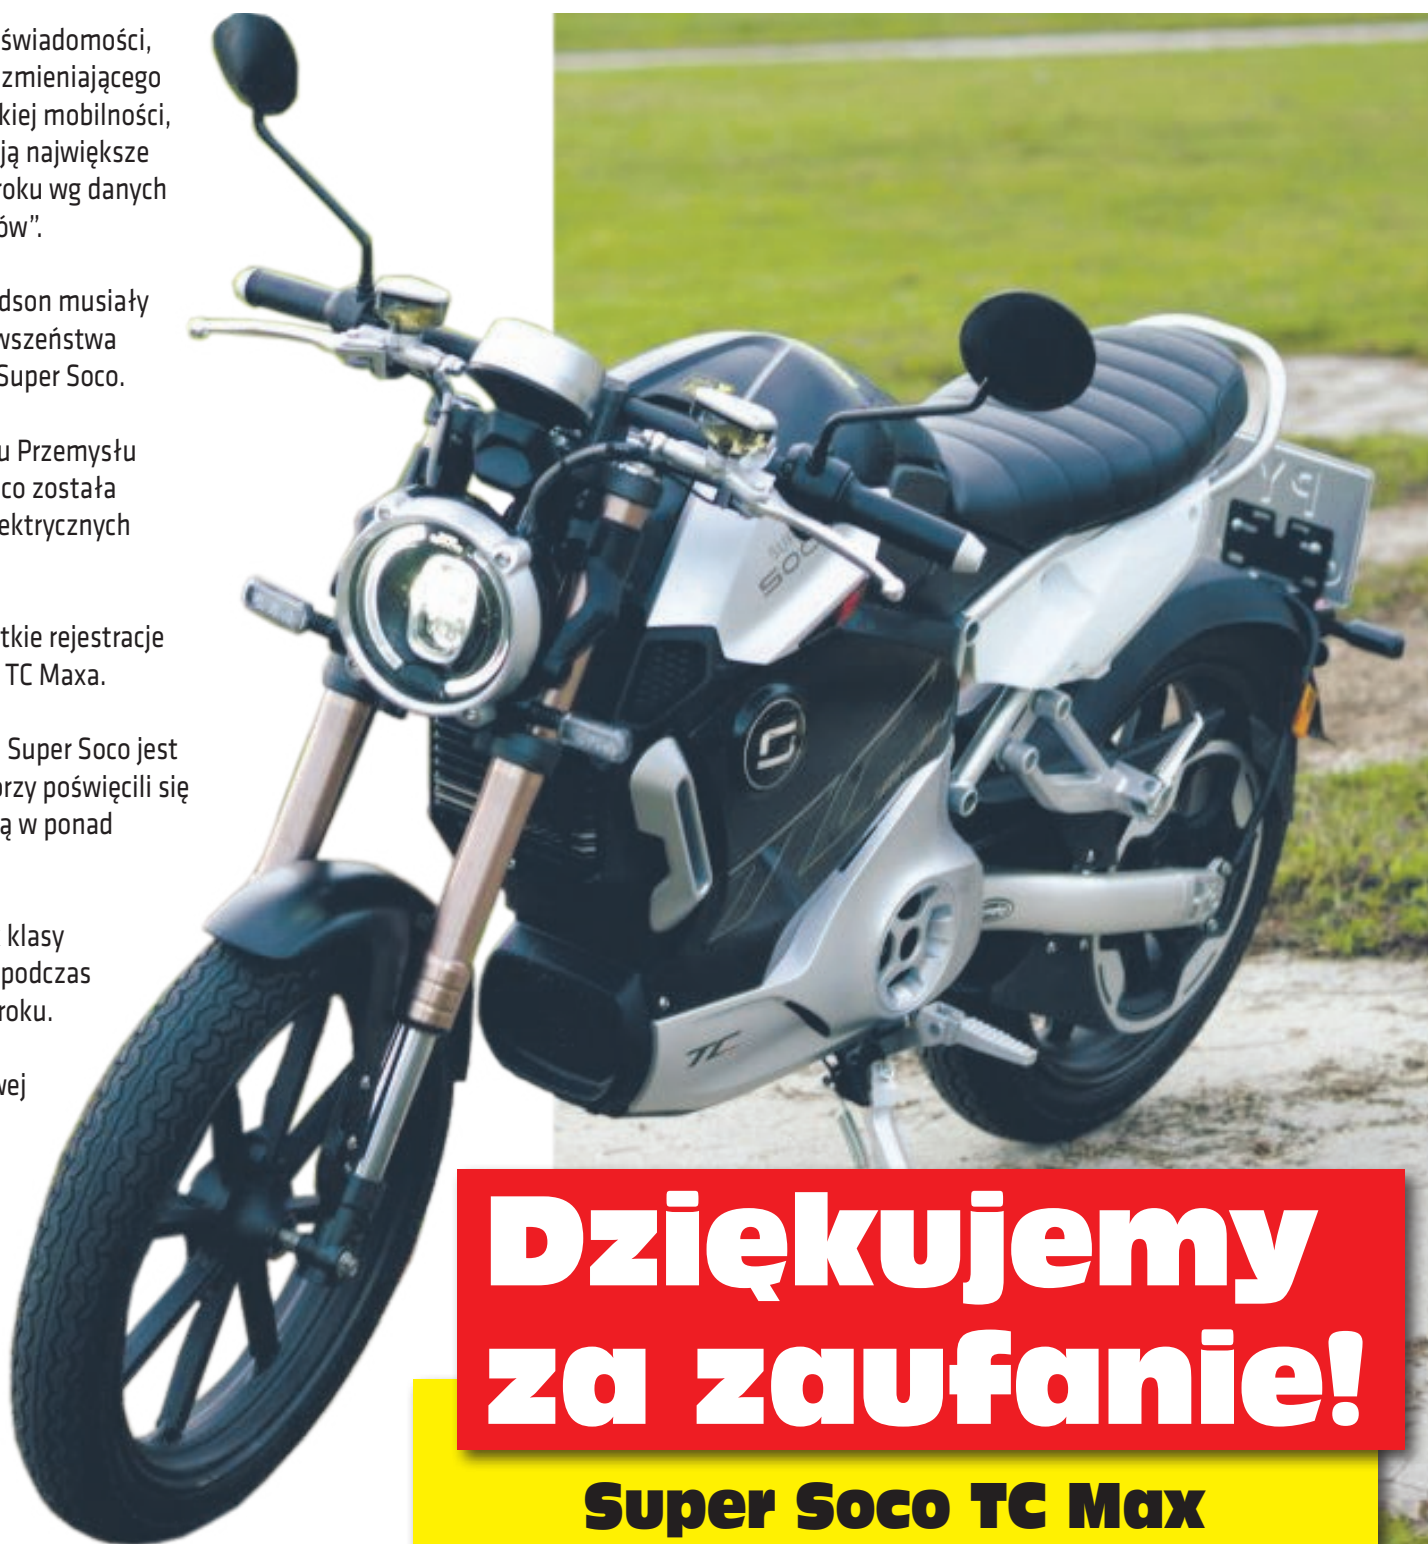 świadomości,
zmieniającego
kiej mobilności,
ją największe
roku wg danych
ów”.
dson musiały
wszeństwa
Super Soco.
u Przemysłu
co została
ektrycznych
tkie rejestracje
TC Maxa.
Super Soco jest
órzy poświęcili się
ą w ponad
klasy
podczas
roku.
wej
SOCO
TC
Dziękujemy
za zaufanie!
Super Soco TC Max